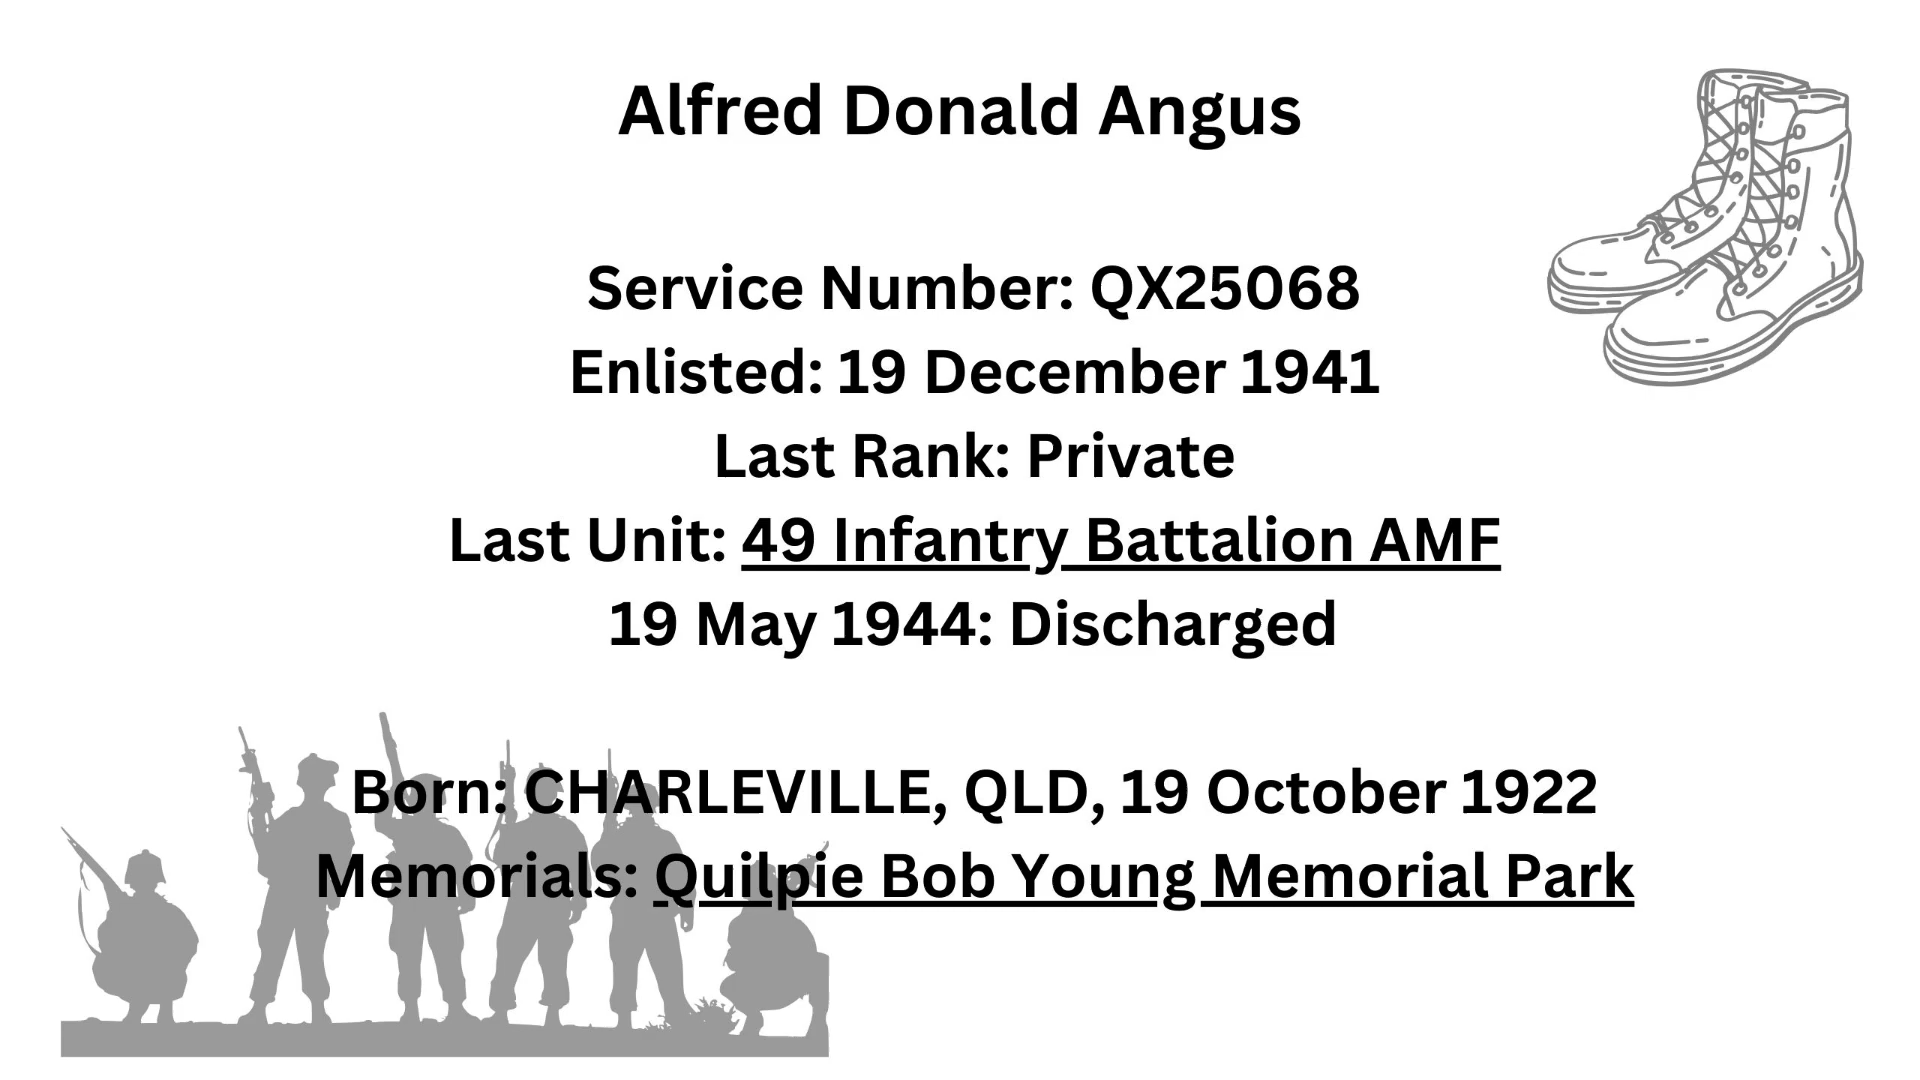 Alfred Donald Angus
Service Number: QX25068
Enlisted: 19 December 1941
Last Rank: Private
Last Unit: 49 Infantry Battalion AMF
19 May 1944: Discharged
Born: CHARLEVILLE, QLD, 19 October 1922
Memorials: Quilpie Bob Young Memorial Park